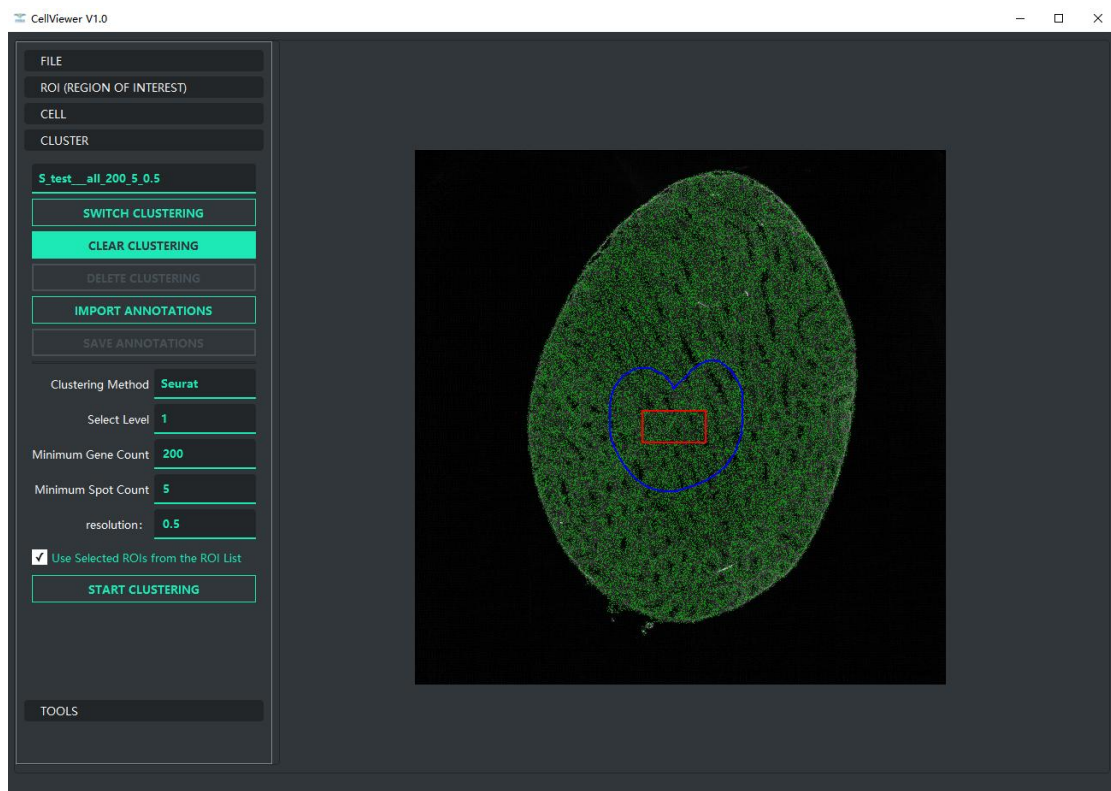 CellViewer V1.0
FILE
ROI (REGION OF INTEREST)
CELL
CLUSTER
S_test__all_200_5_0.5
SWITCH CLUSTERING
CLEAR CLUSTERING
DELETE CLUSTERING
IMPORT ANNOTATIONS
SAVE ANNOTATIONS
Clustering Method Seurat
Select Level 1
Minimum Gene Count 200
Minimum Spot Count 5
resolution: 0.5
Use Selected ROIs from the ROI List
START CLUSTERING
TOOLS